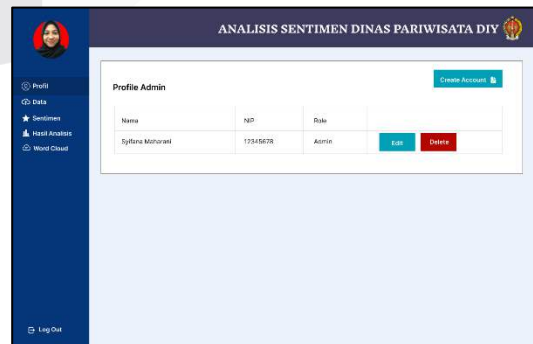 ANALISIS SENTIMEN DINAS PARIWISATA DIY
Profil
Data
Sentimen
Hasil Analisis
Word Cloud
Log Out
Create Account
Profile Admin
Nama NIP Role
Syifana Maharani 12345678 Admin Edit Delete